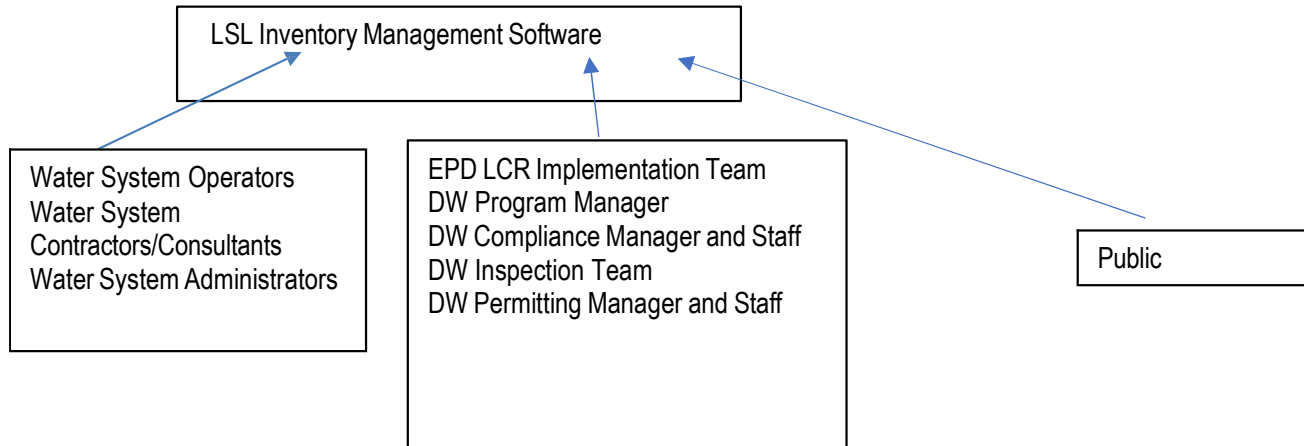 LSL Inventory Management Software
Water System Operators
Water System
Contractors/Consultants
Water System Administrators
EPD LCR Implementation Team
DW Program Manager
DW Compliance Manager and Staff
DW Inspection Team
DW Permitting Manager and Staff
Public